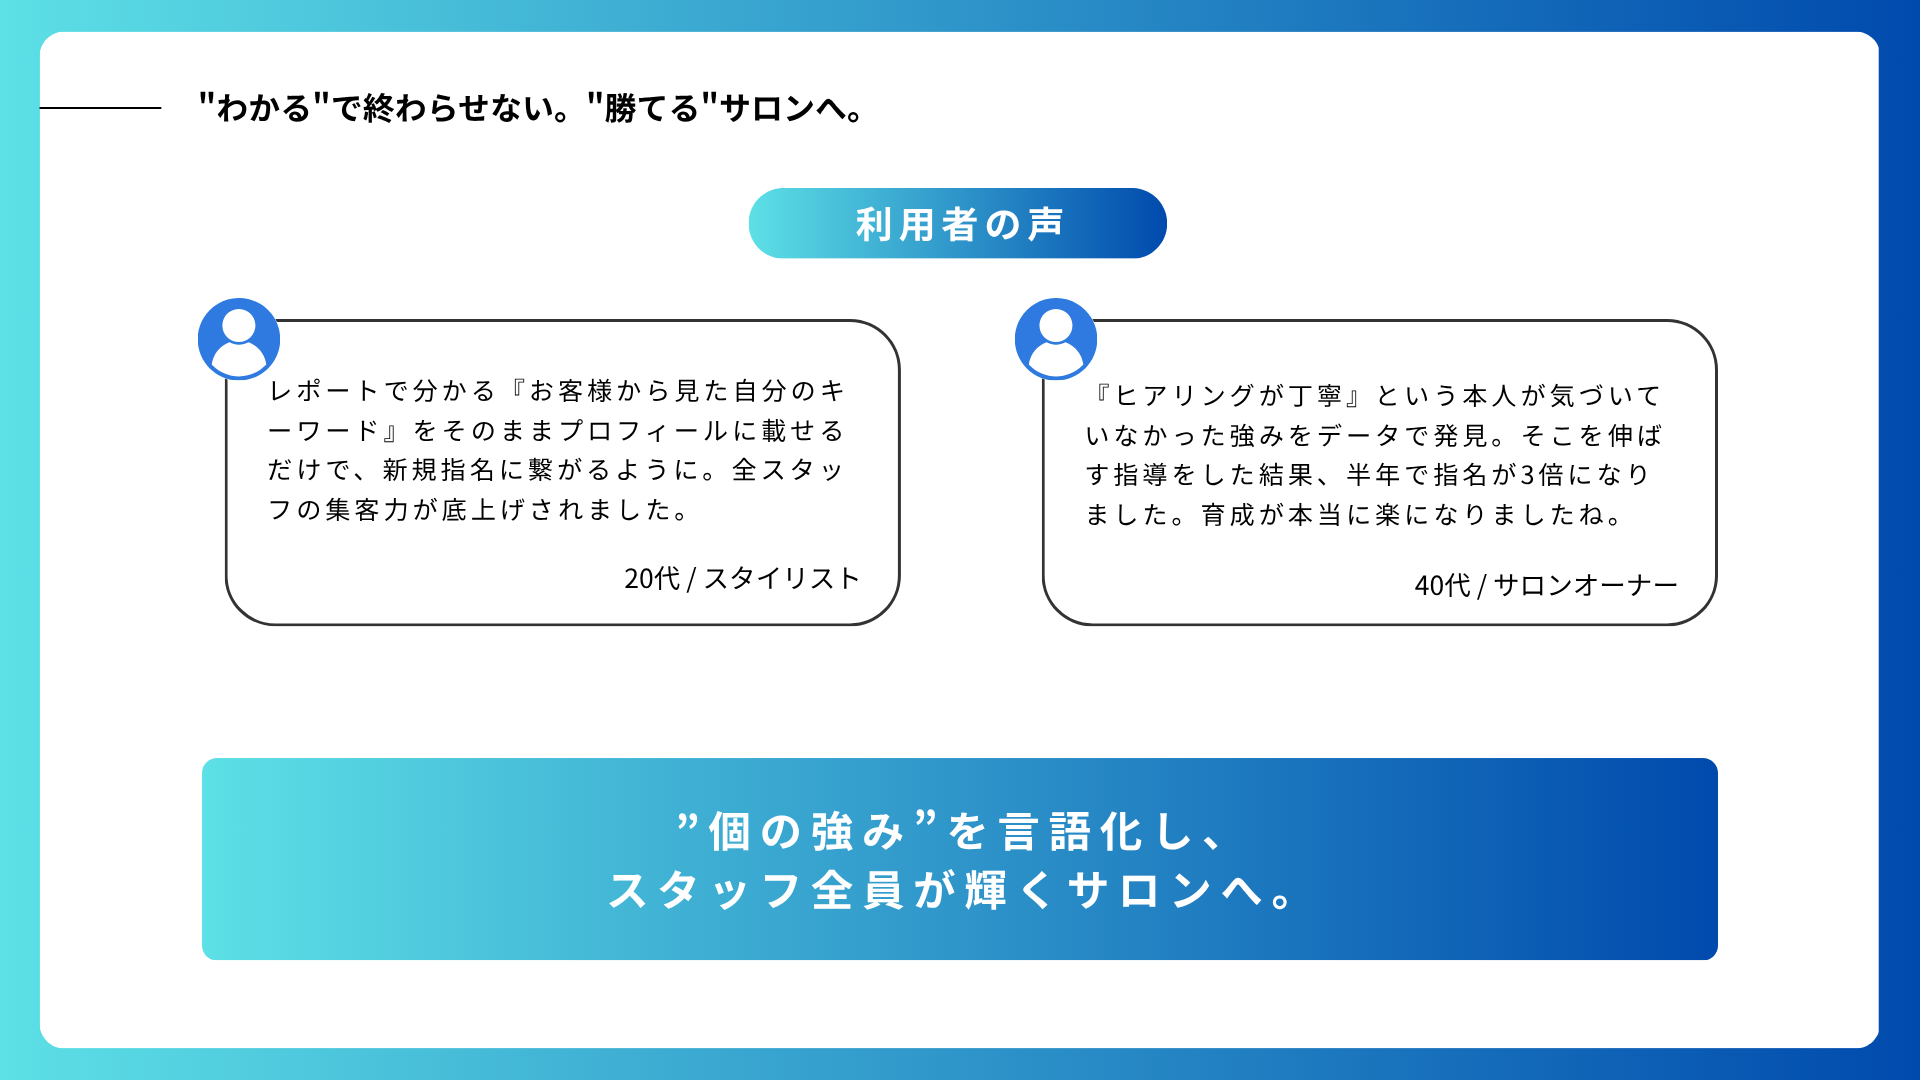 "わかる"で終わらせない。"勝てる"サロンへ。
利用者の声
レポートで分かる『お客様から見た自分のキ
ーワード』をそのままプロフィールに載せる
だけで、新規指名に繋がるように。全スタッ
フの集客力が底上げされました。
20代 / スタイリスト
『ヒアリングが丁寧』という本人が気づいて
いなかった強みをデータで発見。そこを伸ば
す指導をした結果、半年で指名が3倍になり
ました。育成が本当に楽になりましたね。
40代 / サロンオーナー
”個の強み”を言語化し、
スタッフ全員が輝くサロンへ。